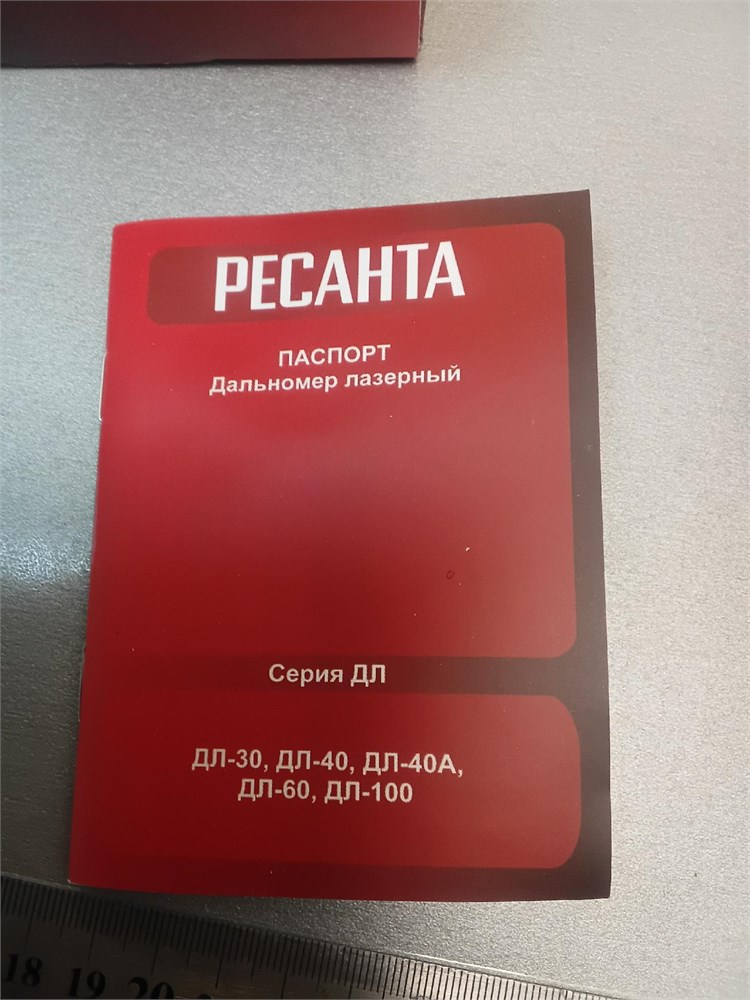 РЕСАНТА
ПАСПОРТ
Дальномер лазерный
Серия ДЛ
ДЛ-30, ДЛ-40, ДЛ-40А,
ДЛ-60, ДЛ-100
18 19 20